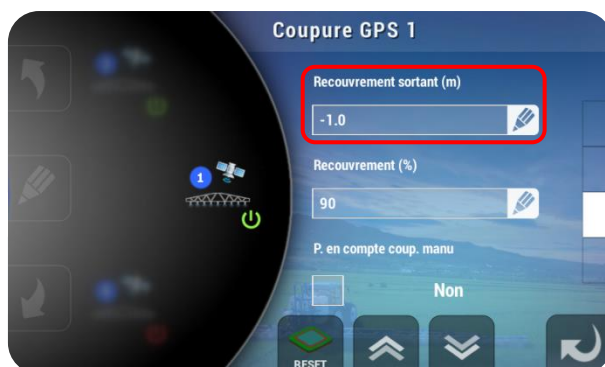 Coupure GPS 1
Recouvrement sortant (m)
-1.0
1
Recouvrement (%)
90
P. en compte coup. manu
Non
RESET